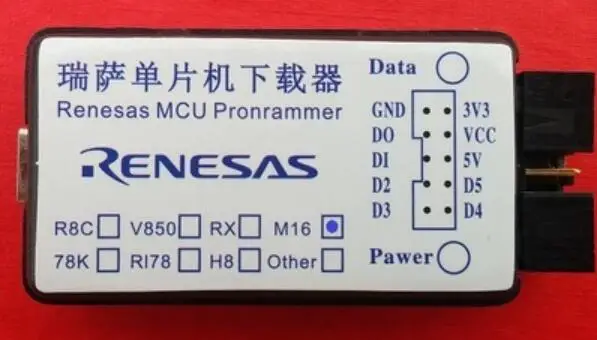 瑞萨单片机下载器
Renesas MCU Pronrammer
RENESAS
R8C V850 RX M16
78K RI78 H8 Other
Data
GND 3V3
DO VCC
DI 5V
D2 D5
D3 D4
Pawer